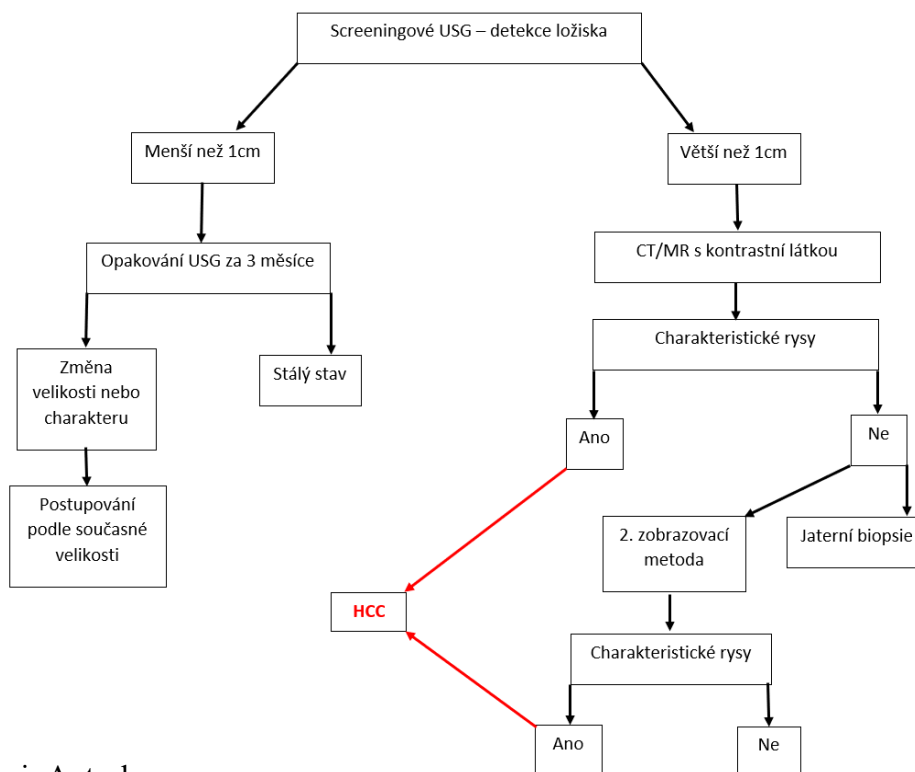 Screeningové USG – detekce ložiska
Menší než 1cm
Větší než 1cm
Opakování USG za 3 měsíce
CT/MR s kontrastní látkou
Charakteristické rysy
Změna
velikosti nebo
charakteru
Stálý stav
Ano
Ne
Postupování
podle současné
velikosti
2. zobrazovací
metoda
Jaterní biopsie
HCC
Charakteristické rysy
Ano
Ne